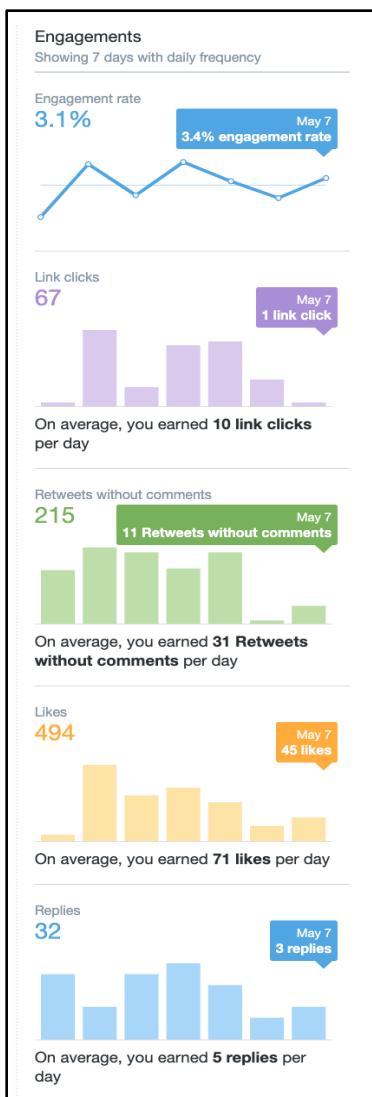 Engagements
Showing 7 days with daily frequency
Engagement rate
3.1%
May 7
3.4% engagement rate
Link clicks
67
May 7
1 link click
On average, you earned 10 link clicks
per day
Retweets without comments
215
May 7
11 Retweets without comments
On average, you earned 31 Retweets
without comments per day
Likes
494
May 7
45 likes
On average, you earned 71 likes per day
Replies
32
May 7
3 replies
On average, you earned 5 replies per
day